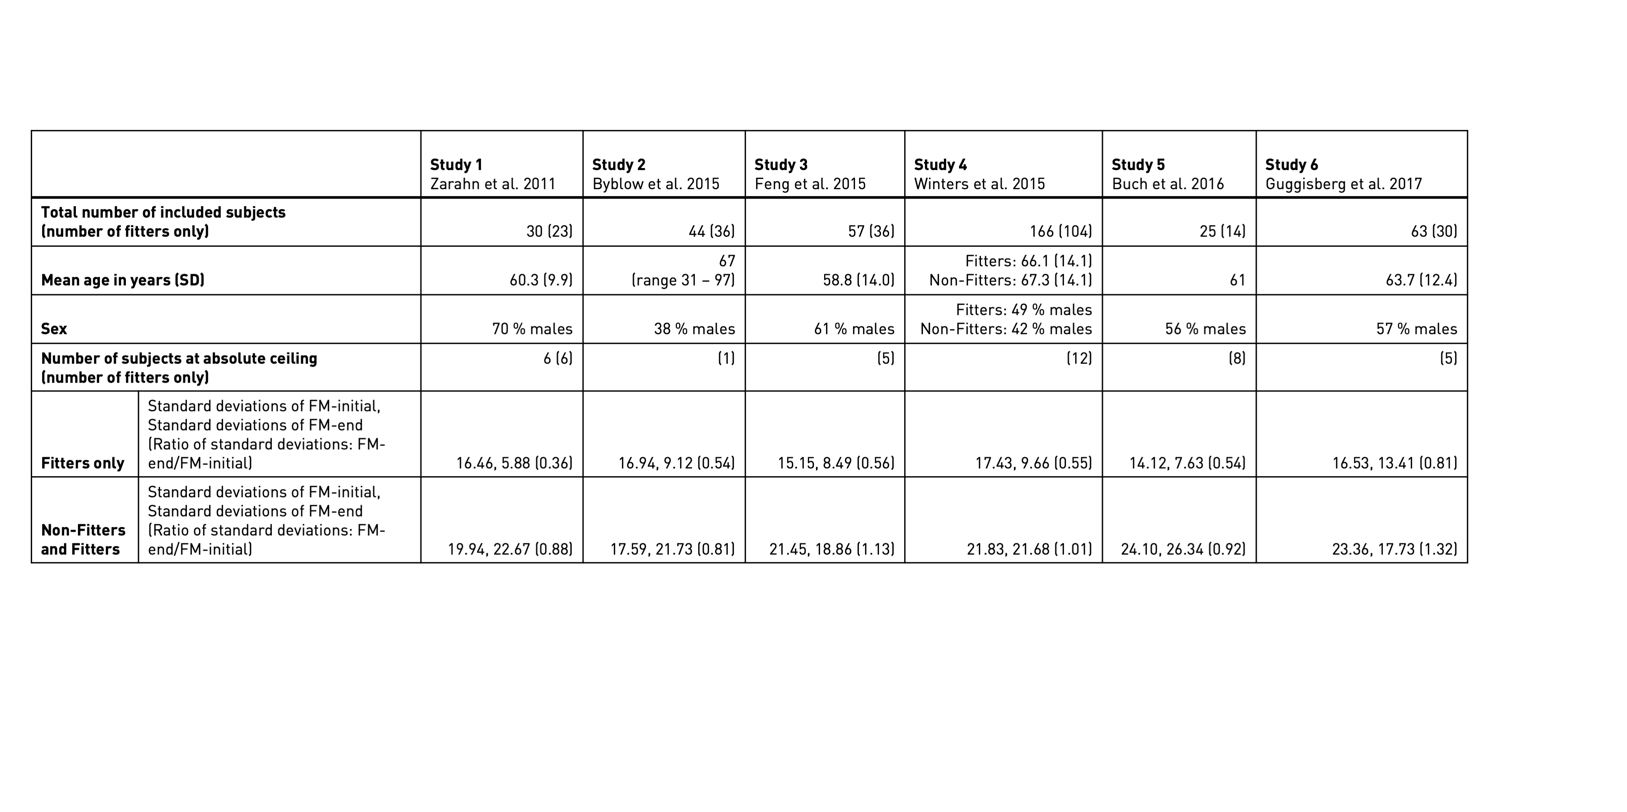 Study 1
Zarahn et al. 2011
Study 2
Byblow et al. 2015
Study 3
Feng et al. 2015
Study 4
Winters et al. 2015
Study 5
Buch et al. 2016
Study 6
Guggisberg et al. 2017
Total number of included subjects
(number of fitters only)
30 (23)
44 (36)
57 (36)
166 (104)
25 (14)
63 (30)
Mean age in years (SD)
60.3 (9.9)
67
(range 31 – 97)
58.8 (14.0)
Fitters: 66.1 (14.1)
Non-Fitters: 67.3 (14.1)
61
63.7 (12.4)
Sex
70 % males
38 % males
61 % males
Fitters: 49 % males
Non-Fitters: 42 % males
56 % males
57 % males
Number of subjects at absolute ceiling
(number of fitters only)
6 (6)
(1)
(5)
(12)
(8)
(5)
Fitters only
Standard deviations of FM-initial,
Standard deviations of FM-end
(Ratio of standard deviations: FM-
end/FM-initial)
16.46, 5.88 (0.36)
16.94, 9.12 (0.54)
15.15, 8.49 (0.56)
17.43, 9.66 (0.55)
14.12, 7.63 (0.54)
16.53, 13.41 (0.81)
Non-Fitters
and Fitters
Standard deviations of FM-initial,
Standard deviations of FM-end
(Ratio of standard deviations: FM-
end/FM-initial)
19.94, 22.67 (0.88)
17.59, 21.73 (0.81)
21.45, 18.86 (1.13)
21.83, 21.68 (1.01)
24.10, 26.34 (0.92)
23.36, 17.73 (1.32)